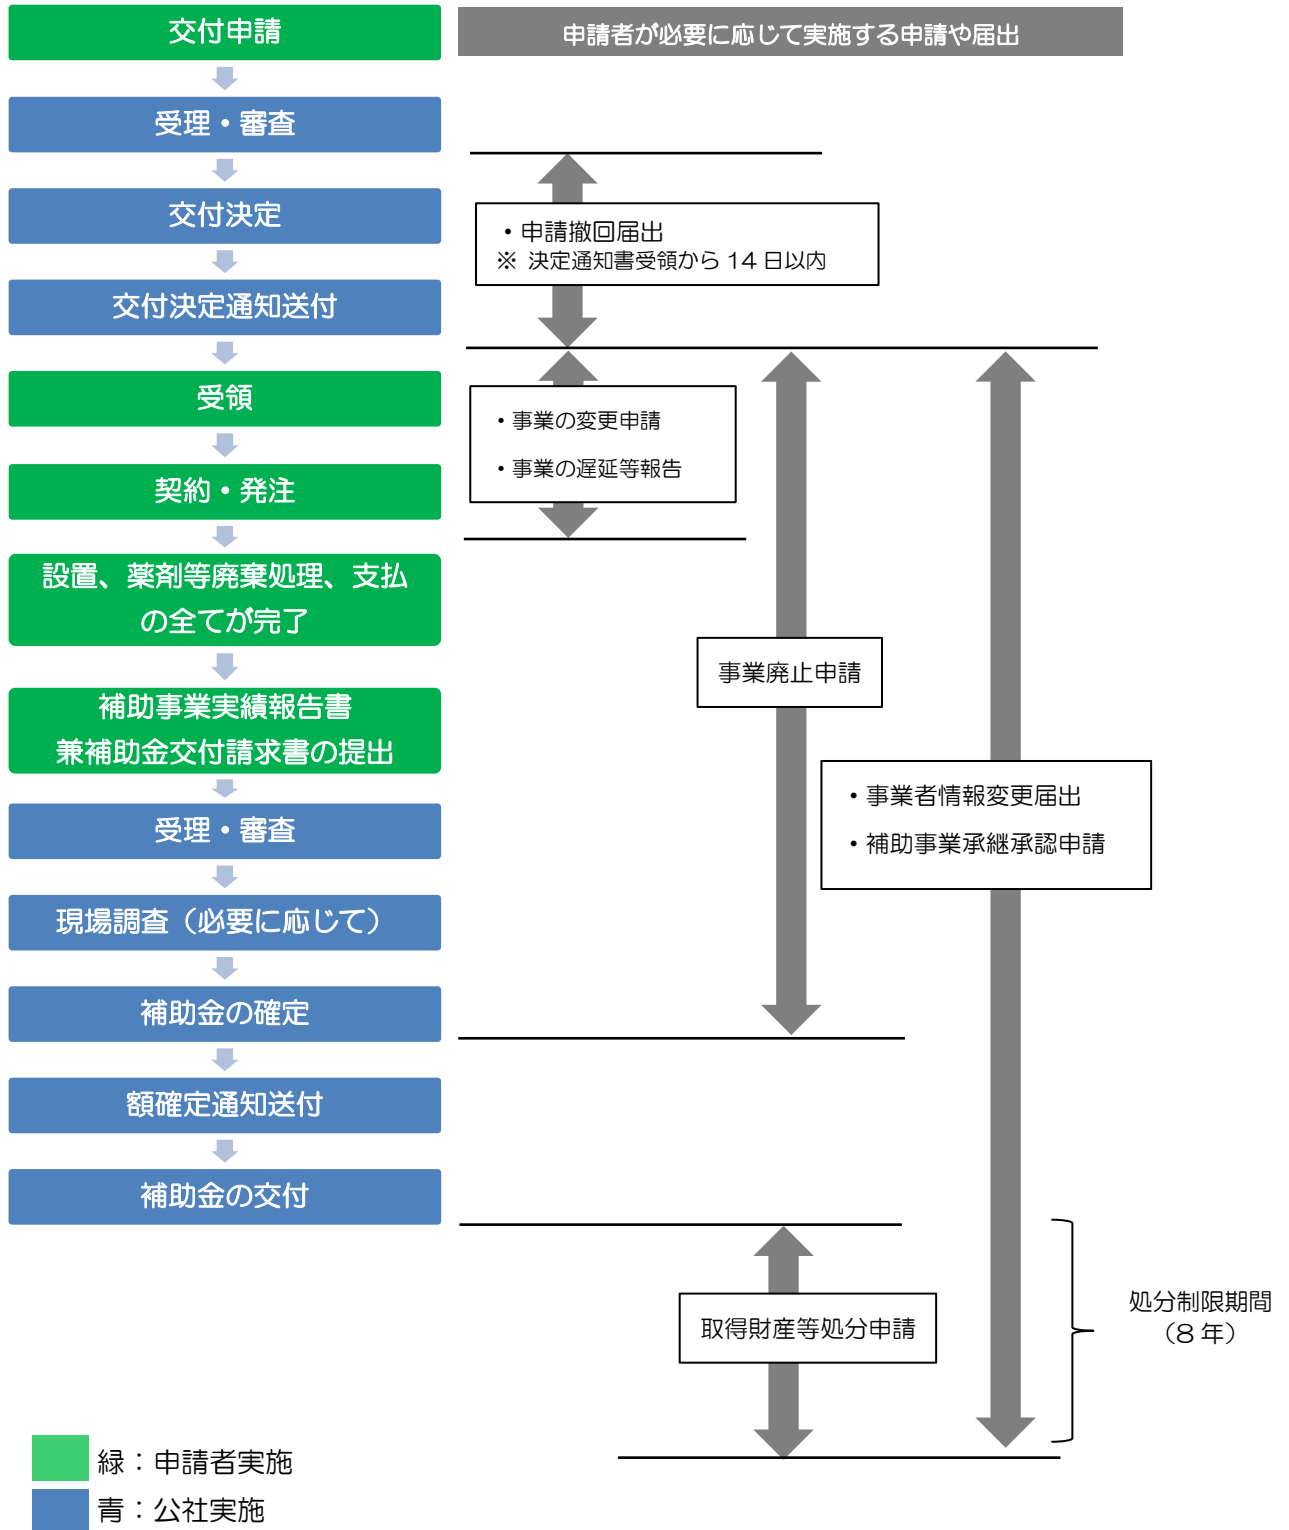 交付申請
申請者が必要に応じて実施する申請や届出
受理・審査
交付決定
交付決定通知送付
受領
契約・発注
設置、薬剤等廃棄処理、支払
の全てが完了
補助事業実績報告書
兼補助金交付請求書の提出
受理・審査
現場調査（必要に応じて）
補助金の確定
額確定通知送付
補助金の交付
・申請撤回届出
※ 決定通知書受領から 14 日以内
・事業の変更申請
・事業の遅延等報告
事業廃止申請
・事業者情報変更届出
・補助事業承継承認申請
取得財産等処分申請
処分制限期間
（8 年）
緑：申請者実施
青：公社実施